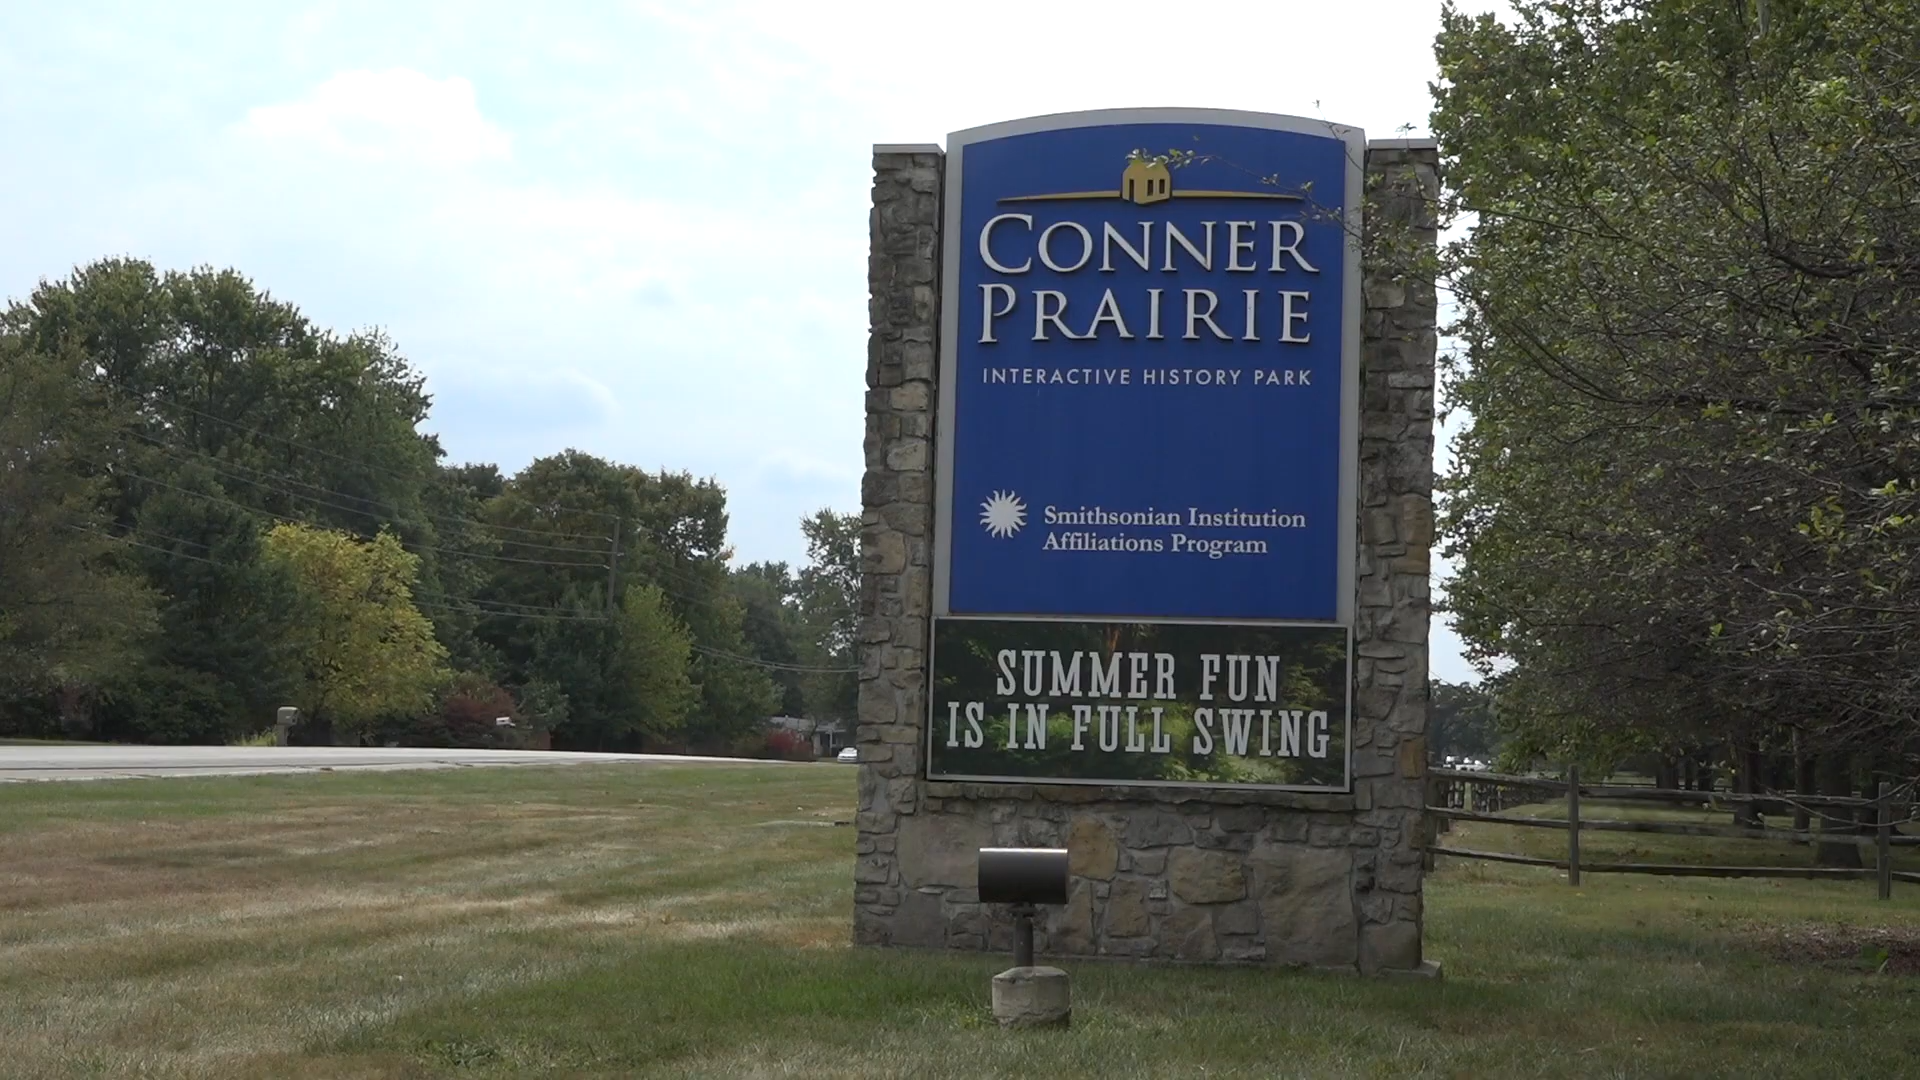 CONNER
PRAIRIE
INTERACTIVE HISTORY PARK
Smithsonian Institution
Affiliations Program
SUMMER FUN
IS IN FULL SWING